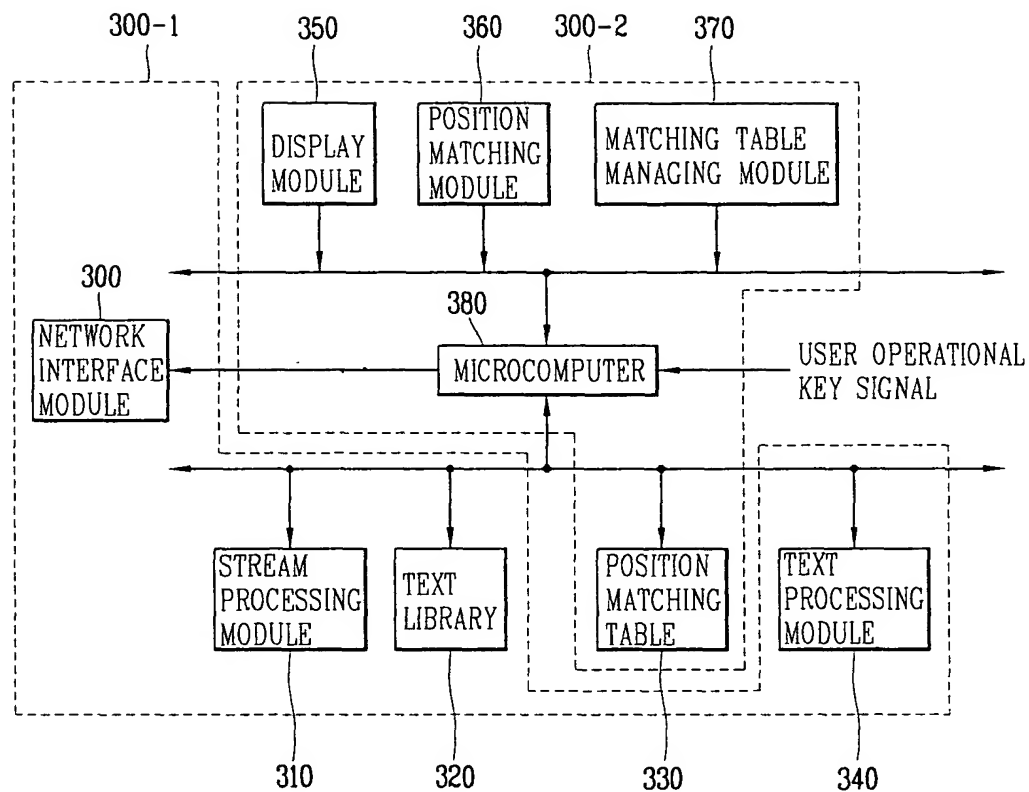 300-1
350
360
300-2
370
DISPLAY
MODULE
POSITION
MATCHING
MODULE
MATCHING TABLE
MANAGING MODULE
300
NETWORK
INTERFACE
MODULE
380
MICROCOMPUTER
USER OPERATIONAL
KEY SIGNAL
STREAM
PROCESSING
MODULE
TEXT
LIBRARY
POSITION
MATCHING
TABLE
TEXT
PROCESSING
MODULE
310
320
330
340